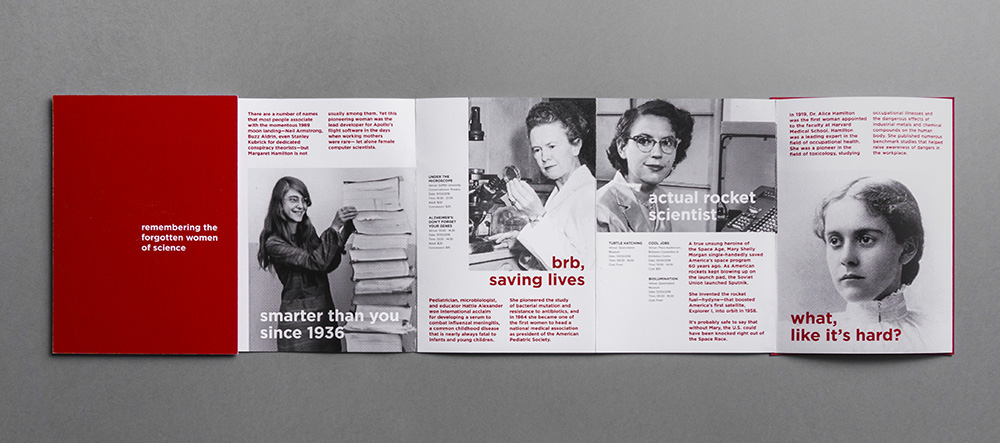 remembering the
forgotten women
of science
There are a number of names
that most people associate
with the momentous 1969
moon landing—Neil Armstrong,
Buzz Aldrin, even Stanley
Kubrick for dedicated
conspiracy theorists—but
Margaret Hamilton is not
usually among them. Yet this
pioneering woman was the
lead developer for Apollo's
flight software in the days
when working mothers
were rare— let alone female
computer scientists.
smarter than you
since 1936
UNDER THE
MICROSCOPE
ALZHEIMER'S
DON'T FORGET
YOUR GENES
brb,
saving lives
Pediatrician, microbiologist,
and educator Hattie Alexander
won international acclaim
for developing a serum to
combat influenzal meningitis,
a common childhood disease
that is nearly always fatal to
infants and young children.
She pioneered the study
of bacterial mutation and
resistance to antibiotics, and
in 1964 she became one of
the first women to head a
national medical association
as president of the American
Pediatric Society.
actual rocket
scientist
TURTLE HATCHING
COOL JOBS
BIOLUMINATION
A true unsung heroine of
the Space Age, Mary Shelly
Morgan single-handedly saved
America's space program
60 years ago. As American
rockets kept blowing up on
the launch pad, the Soviet
Union launched Sputnik.
She invented the rocket
fuel—hydyne—that boosted
America's first satellite,
Explorer I, into orbit in 1958.
It's probably safe to say that
without Mary, the U.S. could
have been knocked right out of
the Space Race.
In 1919, Dr. Alice Hamilton
was the first woman appointed
to the faculty at Harvard
Medical School. Hamilton
was a leading expert in the
field of occupational health.
She was a pioneer in the
field of toxicology, studying
occupational illnesses and
the dangerous effects of
industrial metals and chemical
compounds on the human
body. She published numerous
benchmark studies that helped
raise awareness of dangers in
the workplace.
what,
like it's hard?